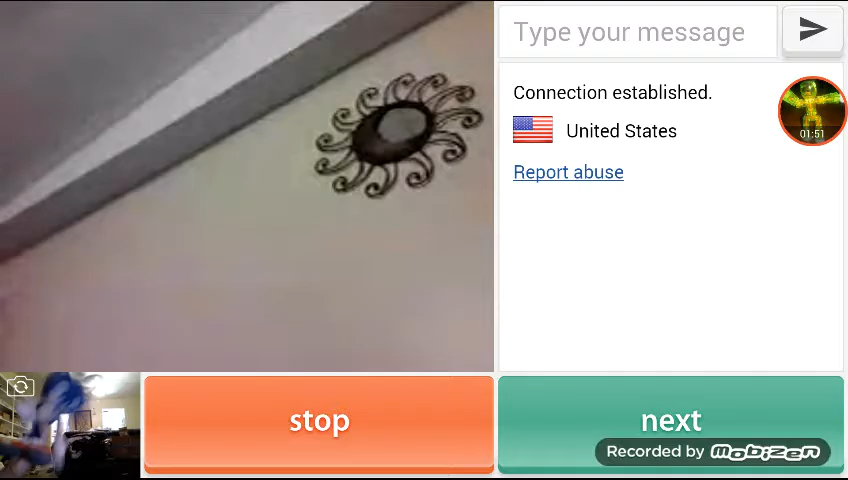 Type your message
Connection established.
United States
01:51
Report abuse
stop
next
Recorded by MOBIZEN